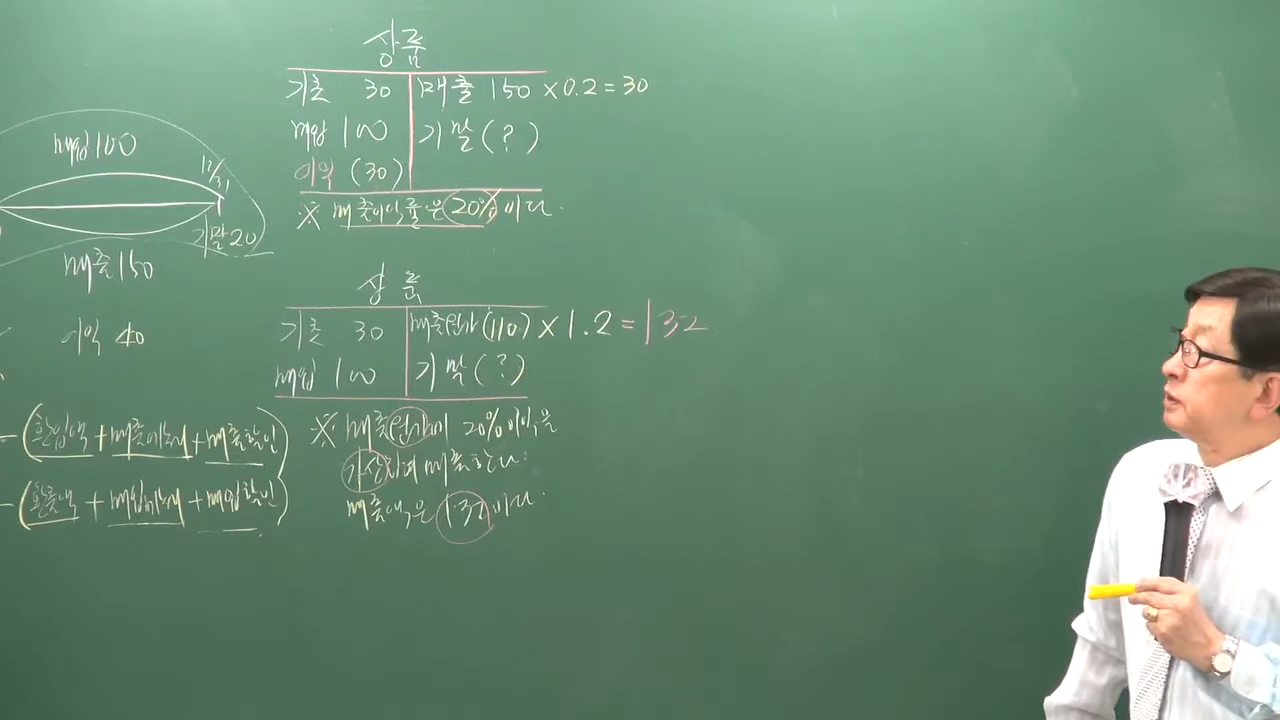 매입 100
12/31
기말 20
매출 150
이익 40
-(환입액+매출에누리+매출할인)
-(환출액+매입에누리+매입할인)
상품
기초 30 매출 150 × 0.2 = 30
매입 100 기말 (?)
이익 (30)
※ 매출이익률은 20%이다.
상품
기초 30 매출원가 (110) × 1.2 = 132
매입 100 기말 (?)
※ 매출원가에 20% 이익을
가산하여 매출한다.
매출액은 132이다.